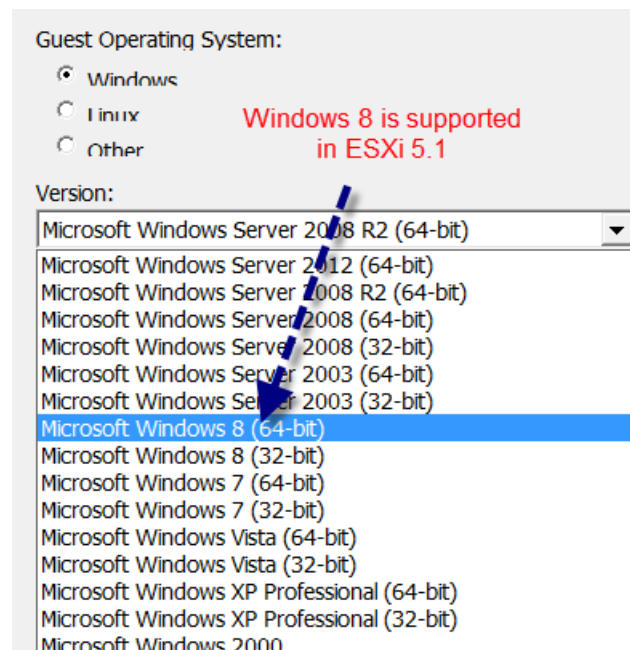 Guest Operating System:
Windows
Linux
Other
Windows 8 is supported
in ESXi 5.1
Version:
Microsoft Windows Server 2008 R2 (64-bit)
Microsoft Windows Server 2012 (64-bit)
Microsoft Windows Server 2008 R2 (64-bit)
Microsoft Windows Server 2008 (64-bit)
Microsoft Windows Server 2008 (32-bit)
Microsoft Windows Server 2003 (64-bit)
Microsoft Windows Server 2003 (32-bit)
Microsoft Windows 8 (64-bit)
Microsoft Windows 8 (32-bit)
Microsoft Windows 7 (64-bit)
Microsoft Windows 7 (32-bit)
Microsoft Windows Vista (64-bit)
Microsoft Windows Vista (32-bit)
Microsoft Windows XP Professional (64-bit)
Microsoft Windows XP Professional (32-bit)
Microsoft Windows 2000